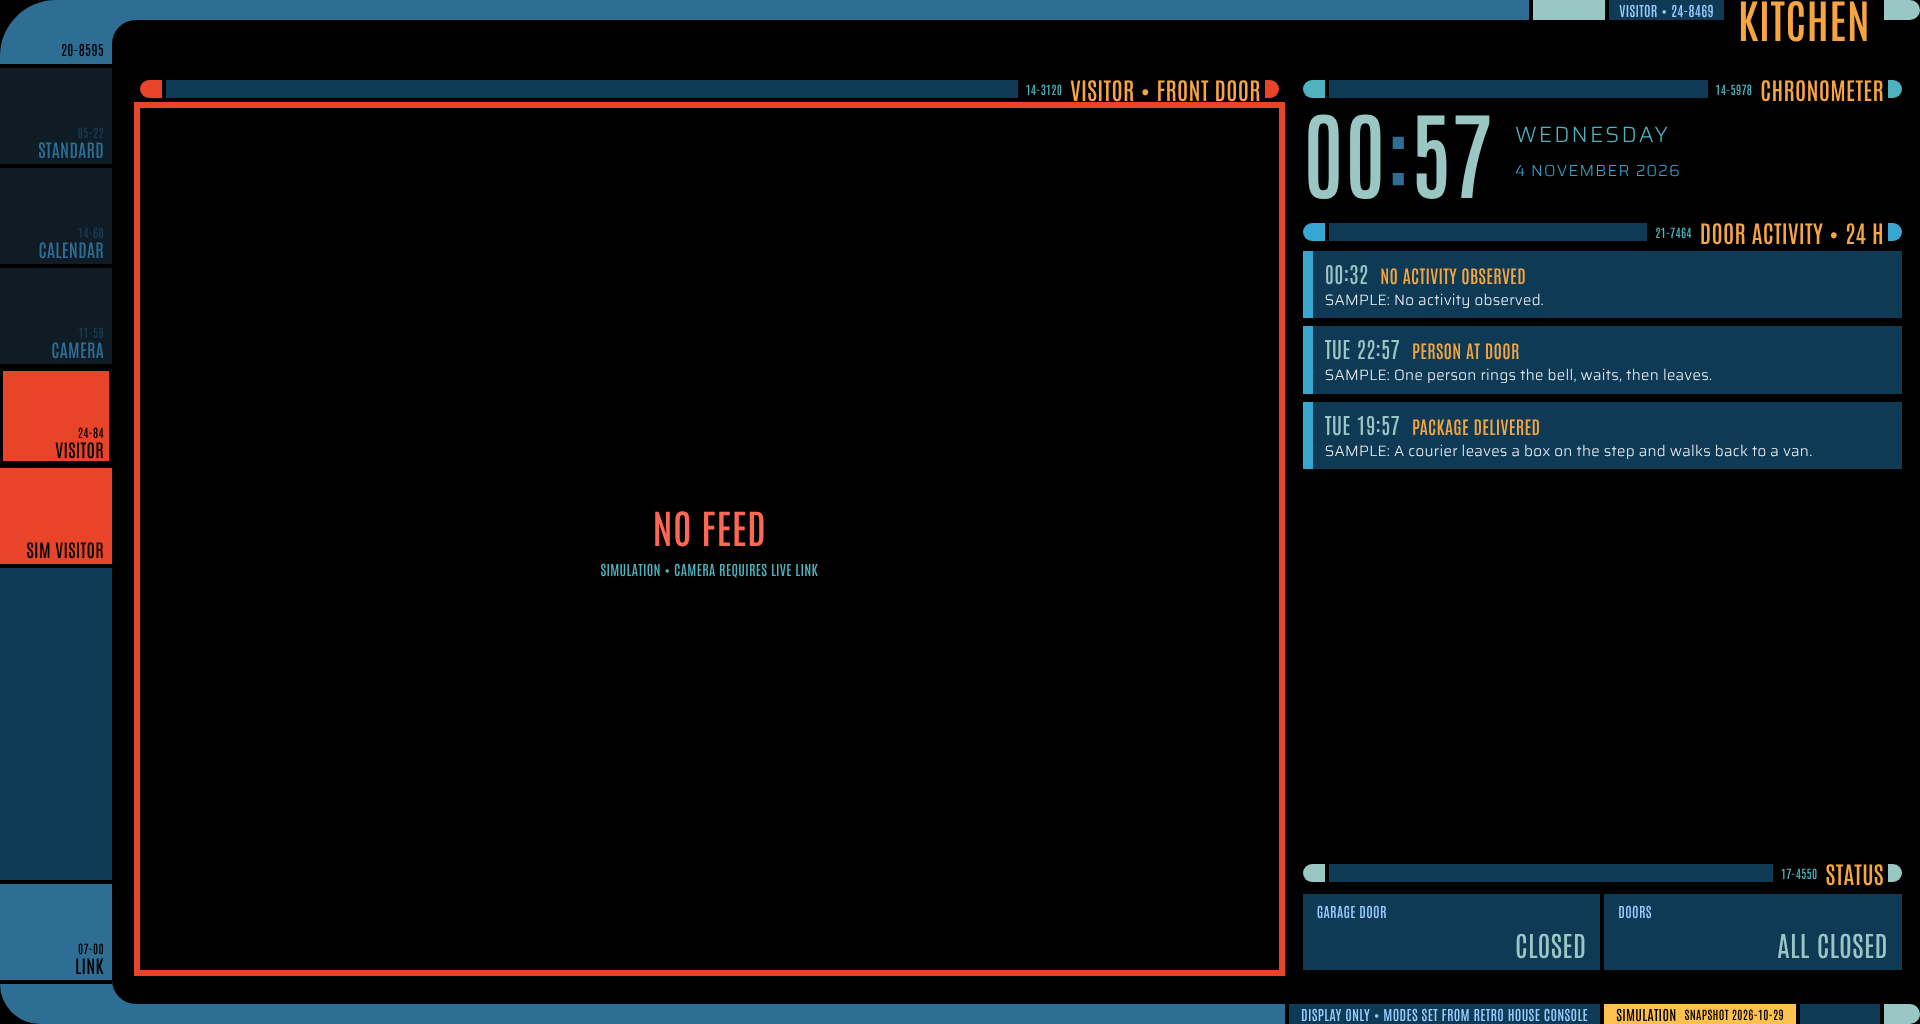 VISITOR • 24-8469
KITCHEN
20-8595
85-22
STANDARD
14-60
CALENDAR
11-50
CAMERA
24-84
VISITOR
SIM VISITOR
07-00
LINK
14-3120 VISITOR • FRONT DOOR
NO FEED
SIMULATION • CAMERA REQUIRES LIVE LINK
14-5978 CHRONOMETER
00:57
WEDNESDAY
4 NOVEMBER 2026
21-7464 DOOR ACTIVITY • 24 H
00:32 NO ACTIVITY OBSERVED
SAMPLE: No activity observed.
TUE 22:57 PERSON AT DOOR
SAMPLE: One person rings the bell, waits, then leaves.
TUE 19:57 PACKAGE DELIVERED
SAMPLE: A courier leaves a box on the step and walks back to a van.
17-4550 STATUS
GARAGE DOOR
CLOSED
DOORS
ALL CLOSED
DISPLAY ONLY • MODES SET FROM RETRO HOUSE CONSOLE
SIMULATION SNAPSHOT 2026-10-29